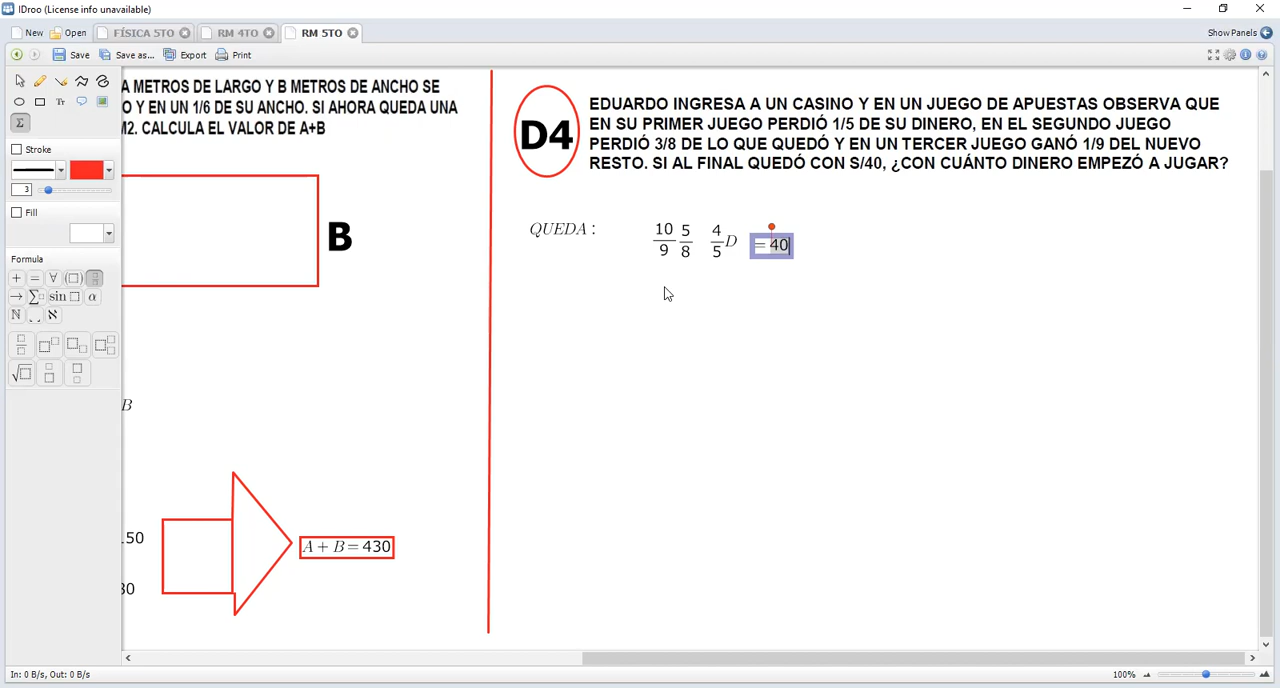 IDroo (License info unavailable)
New Open FÍSICA 5TO RM 4TO RM 5TO Show Panels
Save Save as... Export Print
Tr
Σ
Stroke
3
Fill
Formula
+ = ∀ (□)
→ Σ□ sin □ α
ℕ ℵ
A METROS DE LARGO Y B METROS DE ANCHO SE
O Y EN UN 1/6 DE SU ANCHO. SI AHORA QUEDA UNA
M2. CALCULA EL VALOR DE A+B
B
B
150
30
A + B = 430
D4
EDUARDO INGRESA A UN CASINO Y EN UN JUEGO DE APUESTAS OBSERVA QUE
EN SU PRIMER JUEGO PERDIÓ 1/5 DE SU DINERO, EN EL SEGUNDO JUEGO
PERDIÓ 3/8 DE LO QUE QUEDÓ Y EN UN TERCER JUEGO GANÓ 1/9 DEL NUEVO
RESTO. SI AL FINAL QUEDÓ CON S/40, ¿CON CUÁNTO DINERO EMPEZÓ A JUGAR?
QUEDA : 10/9 5/8 4/5 D = 40
In: 0 B/s, Out: 0 B/s 100%